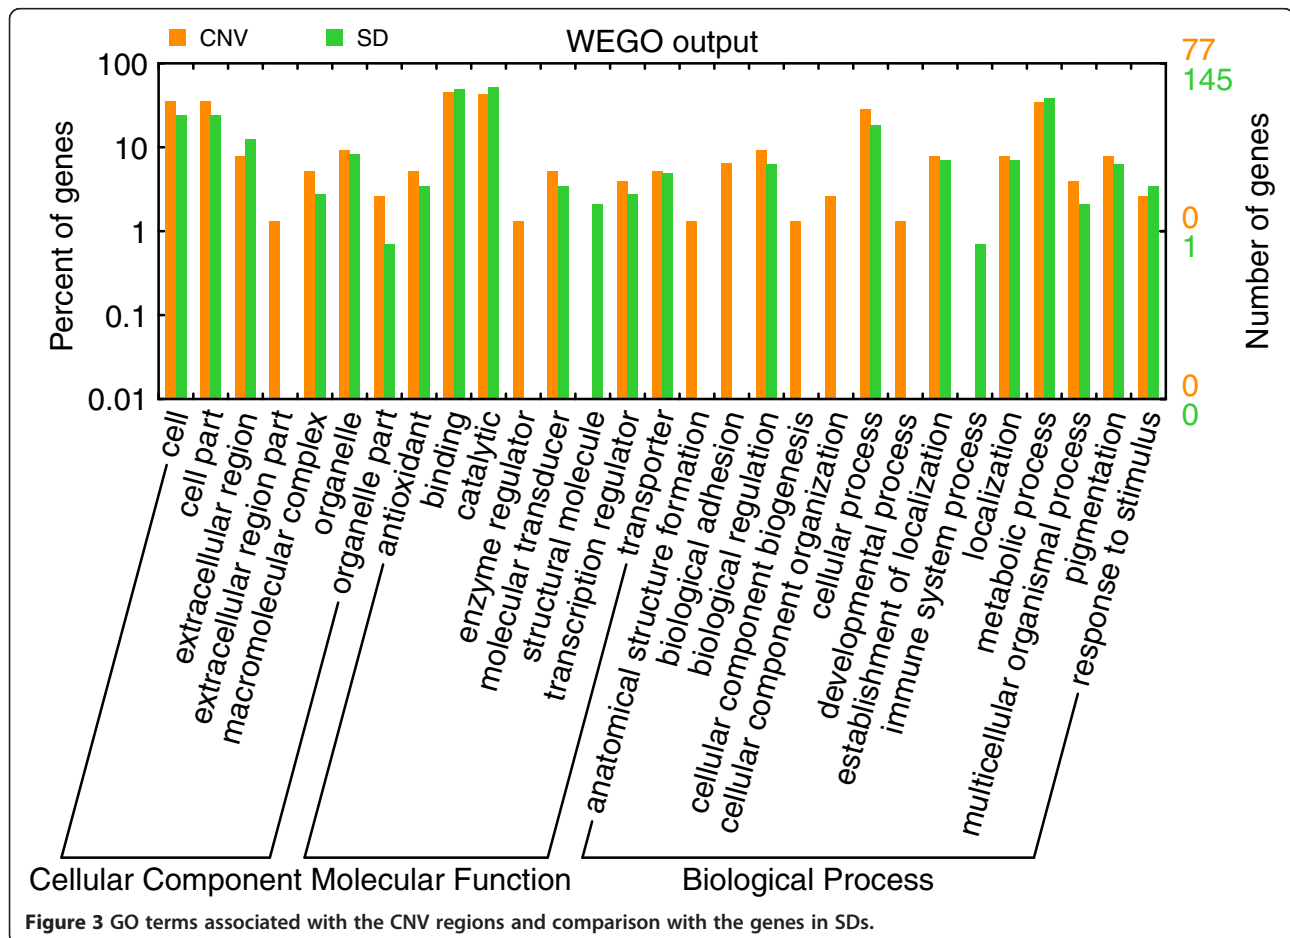 CNV
SD
WEGO output
Percent of genes
100
10
1
0.1
0.01
77
145
0
1
0
0
Number of genes
cell
cell part
extracellular region
extracellular region part
macromolecular complex
organelle
organelle part
antioxidant
binding
catalytic
enzyme regulator
molecular transducer
structural molecule
transcription regulator
transporter
anatomical structure formation
biological adhesion
biological regulation
cellular component biogenesis
cellular component organization
cellular process
developmental process
establishment of localization
immune system process
localization
metabolic process
multicellular organismal process
pigmentation
response to stimulus
Cellular Component
Molecular Function
Biological Process
Figure 3 GO terms associated with the CNV regions and comparison with the genes in SDs.